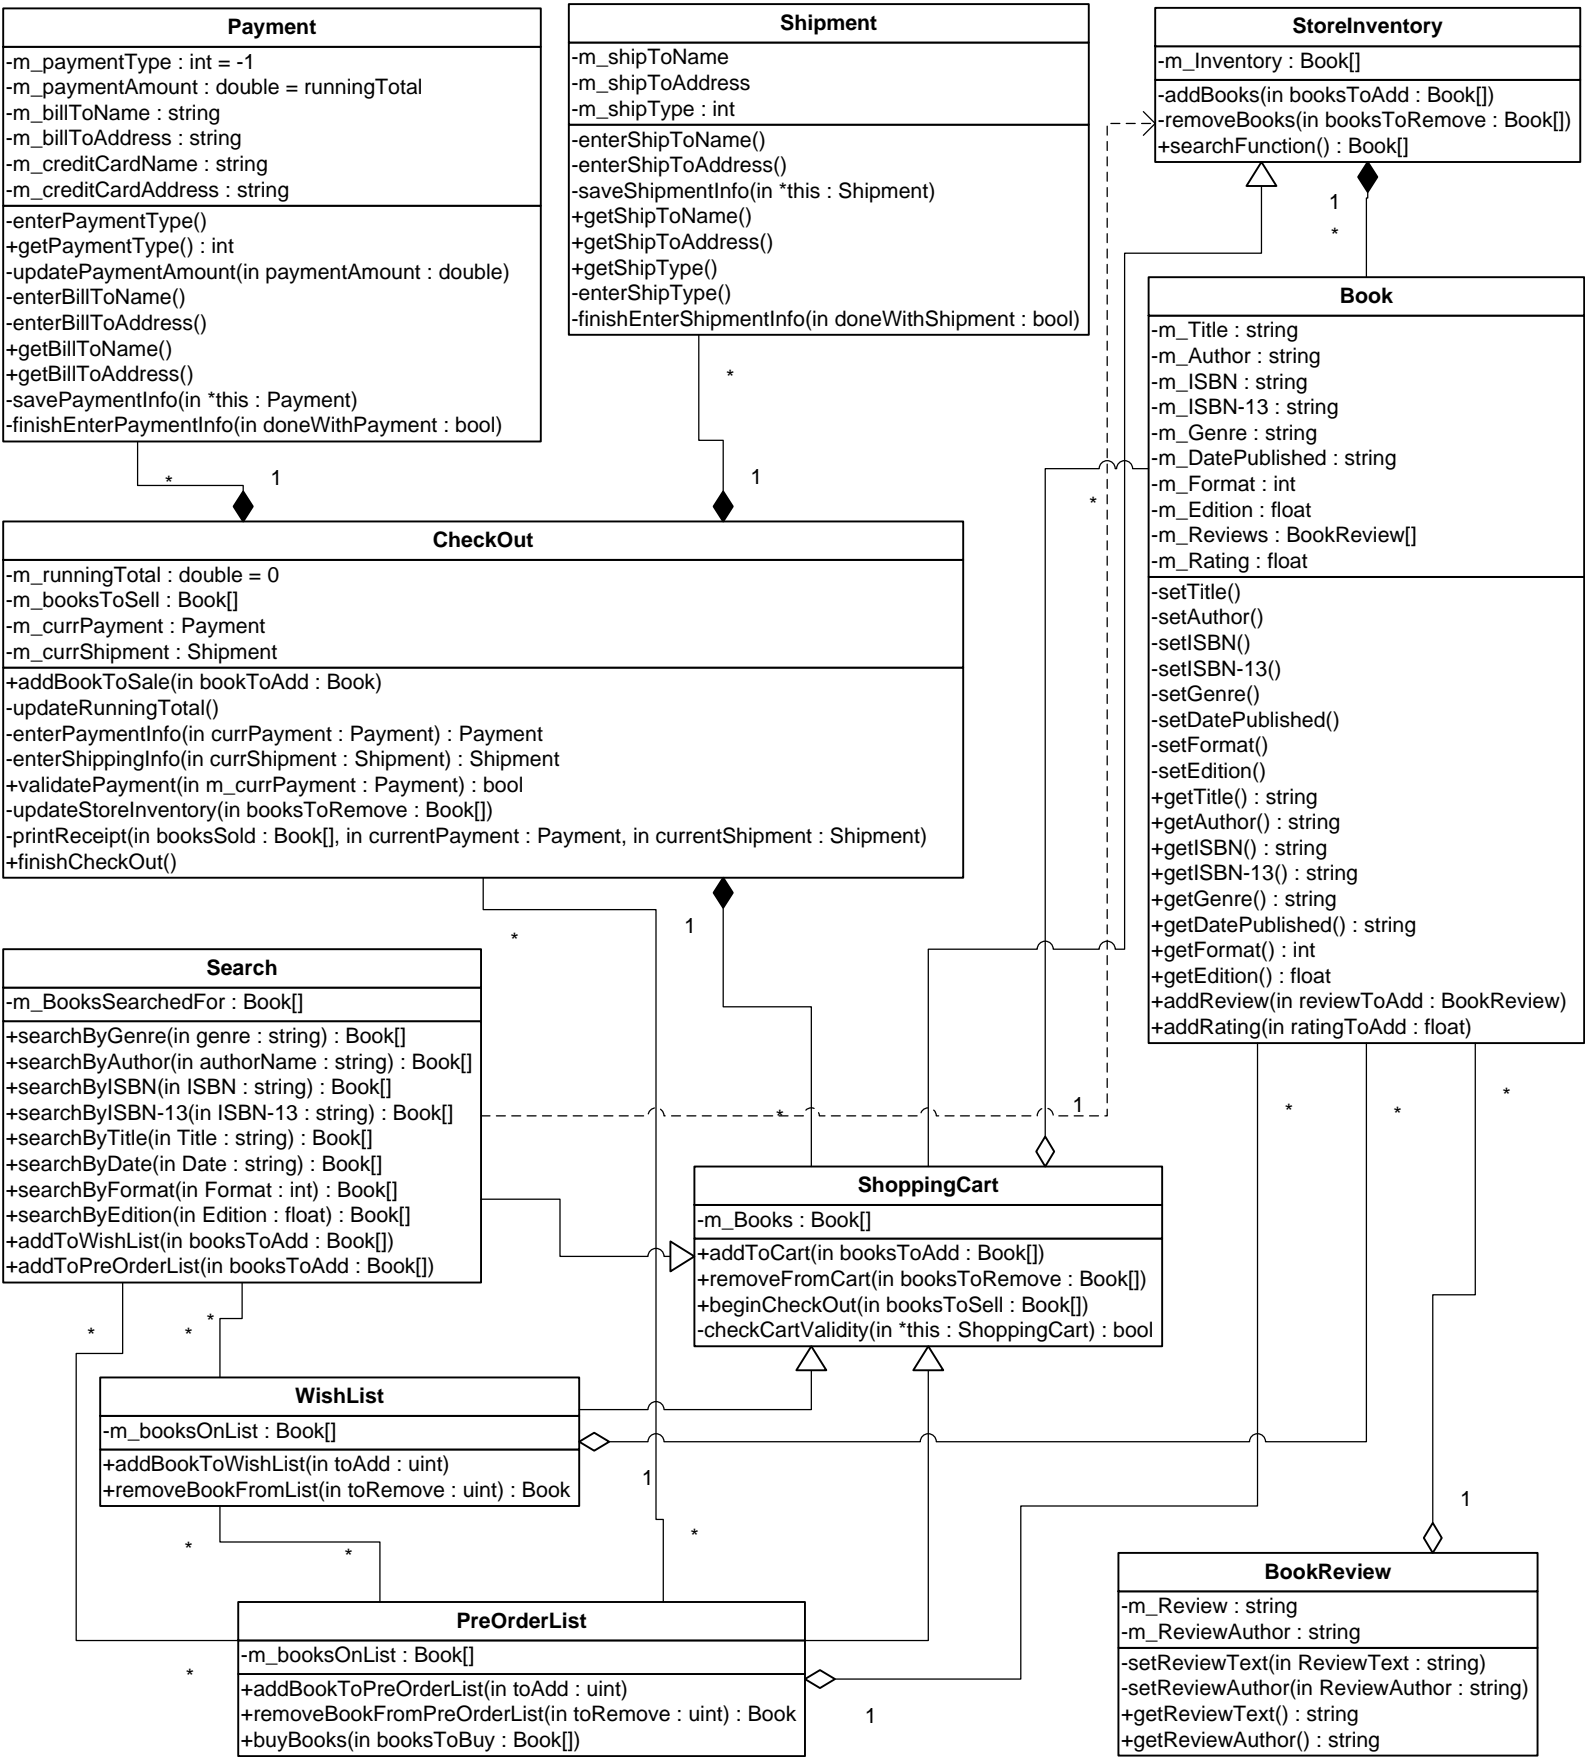 Payment
-m_paymentType : int = -1
-m_paymentAmount : double = runningTotal
-m_billToName : string
-m_billToAddress : string
-m_creditCardName : string
-m_creditCardAddress : string
-enterPaymentType()
+getPaymentType() : int
-updatePaymentAmount(in paymentAmount : double)
-enterBillToName()
-enterBillToAddress()
+getBillToName()
+getBillToAddress()
-savePaymentInfo(in *this : Payment)
-finishEnterPaymentInfo(in doneWithPayment : bool)
Shipment
-m_shipToName
-m_shipToAddress
-m_shipType : int
-enterShipToName()
-enterShipToAddress()
-saveShipmentInfo(in *this : Shipment)
+getShipToName()
+getShipToAddress()
+getShipType()
-enterShipType()
-finishEnterShipmentInfo(in doneWithShipment : bool)
StoreInventory
-m_Inventory : Book[]
-addBooks(in booksToAdd : Book[])
-removeBooks(in booksToRemove : Book[])
+searchFunction() : Book[]
1
*
Book
-m_Title : string
-m_Author : string
-m_ISBN : string
-m_ISBN-13 : string
-m_Genre : string
-m_DatePublished : string
-m_Format : int
-m_Edition : float
-m_Reviews : BookReview[]
-m_Rating : float
-setTitle()
-setAuthor()
-setISBN()
-setISBN-13()
-setGenre()
-setDatePublished()
-setFormat()
-setEdition()
+getTitle() : string
+getAuthor() : string
+getISBN() : string
+getISBN-13() : string
+getGenre() : string
+getDatePublished() : string
+getFormat() : int
+getEdition() : float
+addReview(in reviewToAdd : BookReview)
+addRating(in ratingToAdd : float)
*
*
1
*
1
CheckOut
-m_runningTotal : double = 0
-m_booksToSell : Book[]
-m_currPayment : Payment
-m_currShipment : Shipment
+addBookToSale(in bookToAdd : Book)
-updateRunningTotal()
-enterPaymentInfo(in currPayment : Payment) : Payment
-enterShippingInfo(in currShipment : Shipment) : Shipment
+validatePayment(in m_currPayment : Payment) : bool
-updateStoreInventory(in booksToRemove : Book[])
-printReceipt(in booksSold : Book[], in currentPayment : Payment, in currentShipment : Shipment)
+finishCheckOut()
*
1
Search
-m_BooksSearchedFor : Book[]
+searchByGenre(in genre : string) : Book[]
+searchByAuthor(in authorName : string) : Book[]
+searchByISBN(in ISBN : string) : Book[]
+searchByISBN-13(in ISBN-13 : string) : Book[]
+searchByTitle(in Title : string) : Book[]
+searchByDate(in Date : string) : Book[]
+searchByFormat(in Format : int) : Book[]
+searchByEdition(in Edition : float) : Book[]
+addToWishList(in booksToAdd : Book[])
+addToPreOrderList(in booksToAdd : Book[])
*
1
*
*
*
ShoppingCart
-m_Books : Book[]
+addToCart(in booksToAdd : Book[])
+removeFromCart(in booksToRemove : Book[])
+beginCheckOut(in booksToSell : Book[])
-checkCartValidity(in *this : ShoppingCart) : bool
*
*
*
WishList
-m_booksOnList : Book[]
+addBookToWishList(in toAdd : uint)
+removeBookFromList(in toRemove : uint) : Book
1
*
*
*
1
PreOrderList
-m_booksOnList : Book[]
+addBookToPreOrderList(in toAdd : uint)
+removeBookFromPreOrderList(in toRemove : uint) : Book
+buyBooks(in booksToBuy : Book[])
*
1
BookReview
-m_Review : string
-m_ReviewAuthor : string
-setReviewText(in ReviewText : string)
-setReviewAuthor(in ReviewAuthor : string)
+getReviewText() : string
+getReviewAuthor() : string